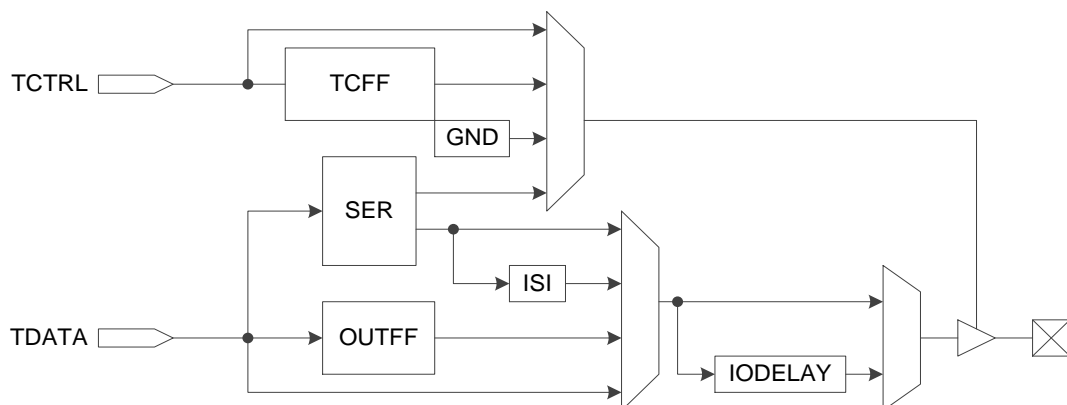 TCTRL
TCFF
GND
SER
ISI
TDATA
OUTFF
IODELAY